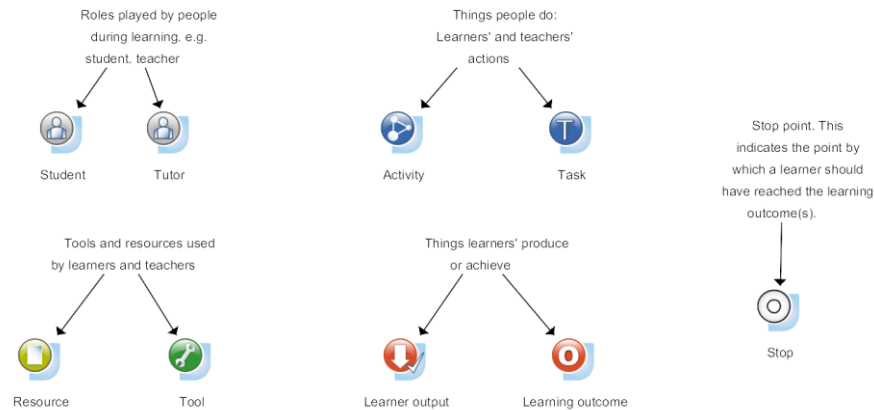 Roles played by people
during learning, e.g.
student, teacher
Student
Tutor
Things people do:
Learners' and teachers'
actions
Activity
T
Task
Stop point. This
indicates the point by
which a learner should
have reached the learning
outcome(s).
Stop
Tools and resources used
by learners and teachers
Resource
Tool
Things learners' produce
or achieve
Learner output
O
Learning outcome